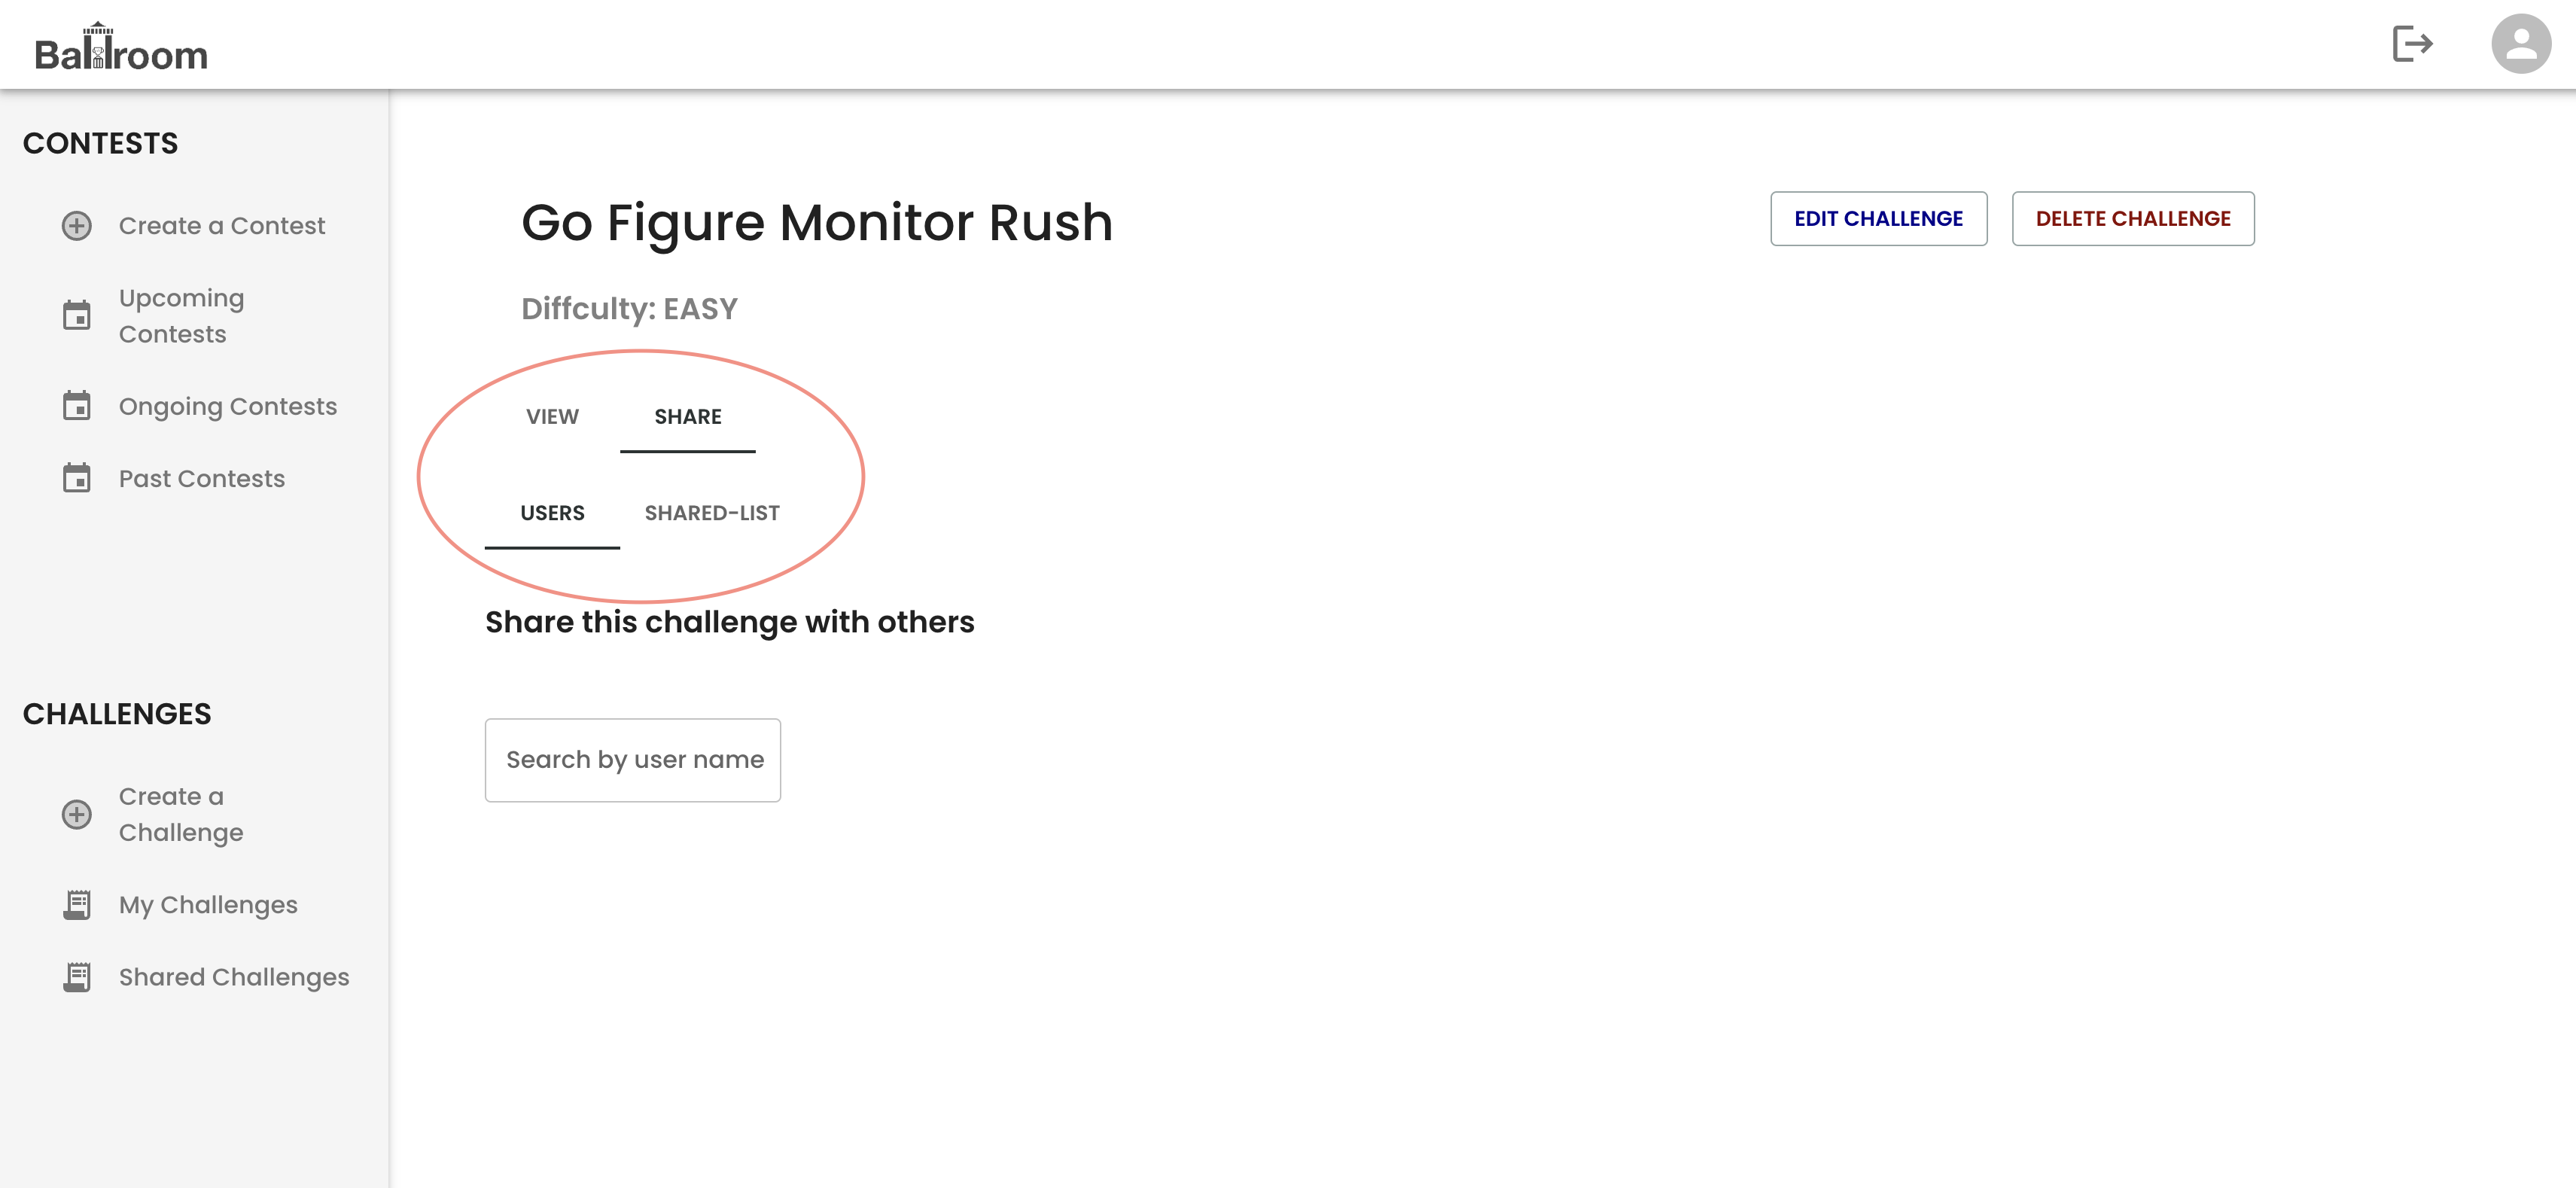 Ballroom
CONTESTS
Create a Contest
Upcoming
Contests
Ongoing Contests
Past Contests
CHALLENGES
Create a
Challenge
My Challenges
Shared Challenges
Go Figure Monitor Rush
EDIT CHALLENGE
DELETE CHALLENGE
Diffculty: EASY
VIEW SHARE
USERS SHARED-LIST
Share this challenge with others
Search by user name